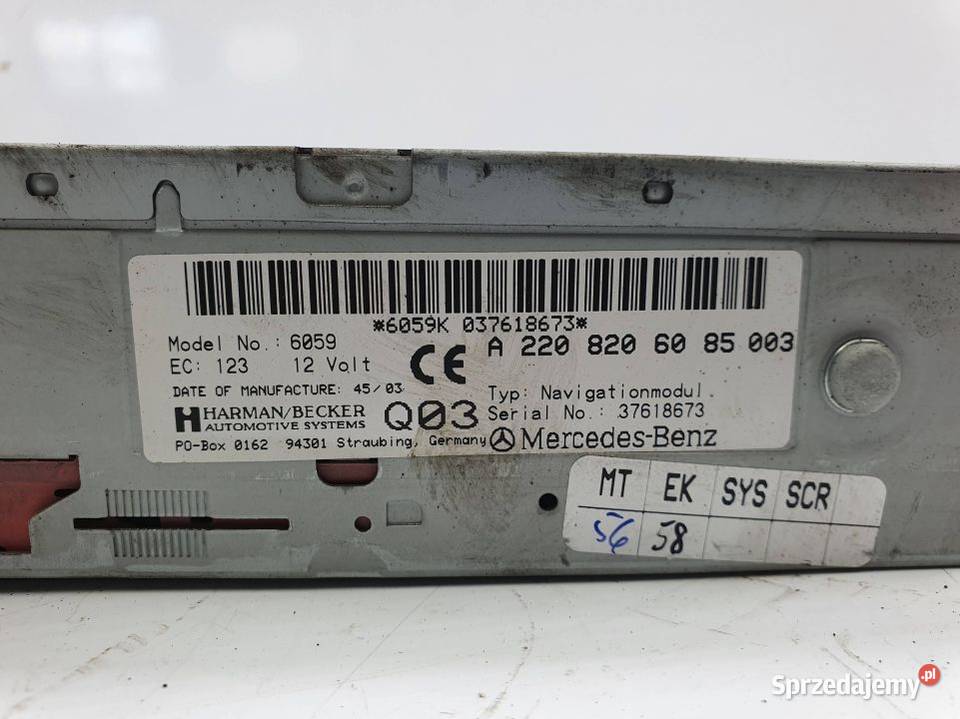 *6059K 037618673*
Model No.: 6059
EC: 123 12 Volt
CE
A 220 820 60 85 003
DATE OF MANUFACTURE: 45/03
HARMAN/BECKER
AUTOMOTIVE SYSTEMS
PO-Box 0162 94301 Straubing, Germany
Q03
Typ: Navigationmodul.
Serial No.: 37618673
Mercedes-Benz
MT EK SYS SCR
56 58
Sprzedajemy.pl